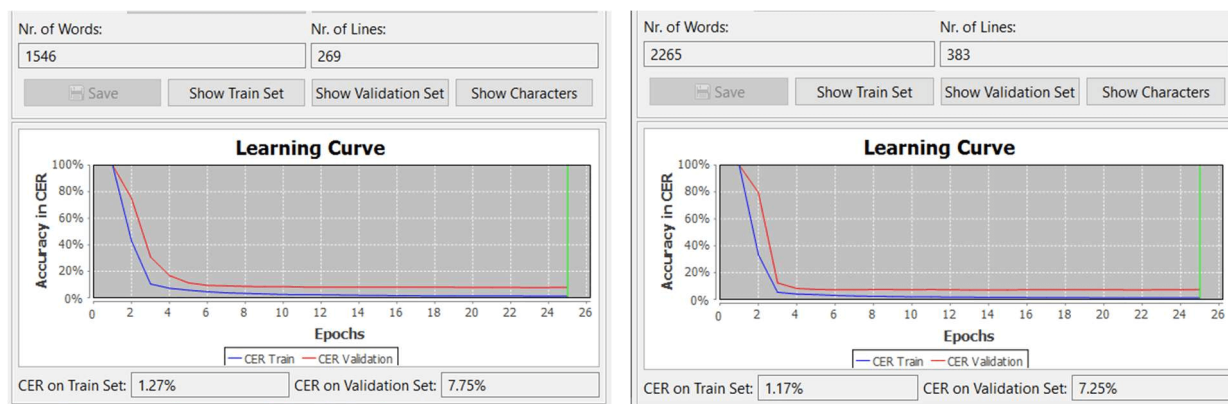 Nr. of Words: Nr. of Lines:
1546 269
Save Show Train Set Show Validation Set Show Characters
Learning Curve
Accuracy in CER
100%
80%
60%
40%
20%
0%
0 2 4 6 8 10 12 14 16 18 20 22 24 26
Epochs
CER Train CER Validation
CER on Train Set: 1.27% CER on Validation Set: 7.75%
Nr. of Words: Nr. of Lines:
2265 383
Save Show Train Set Show Validation Set Show Characters
Learning Curve
Accuracy in CER
100%
80%
60%
40%
20%
0%
0 2 4 6 8 10 12 14 16 18 20 22 24 26
Epochs
CER Train CER Validation
CER on Train Set: 1.17% CER on Validation Set: 7.25%